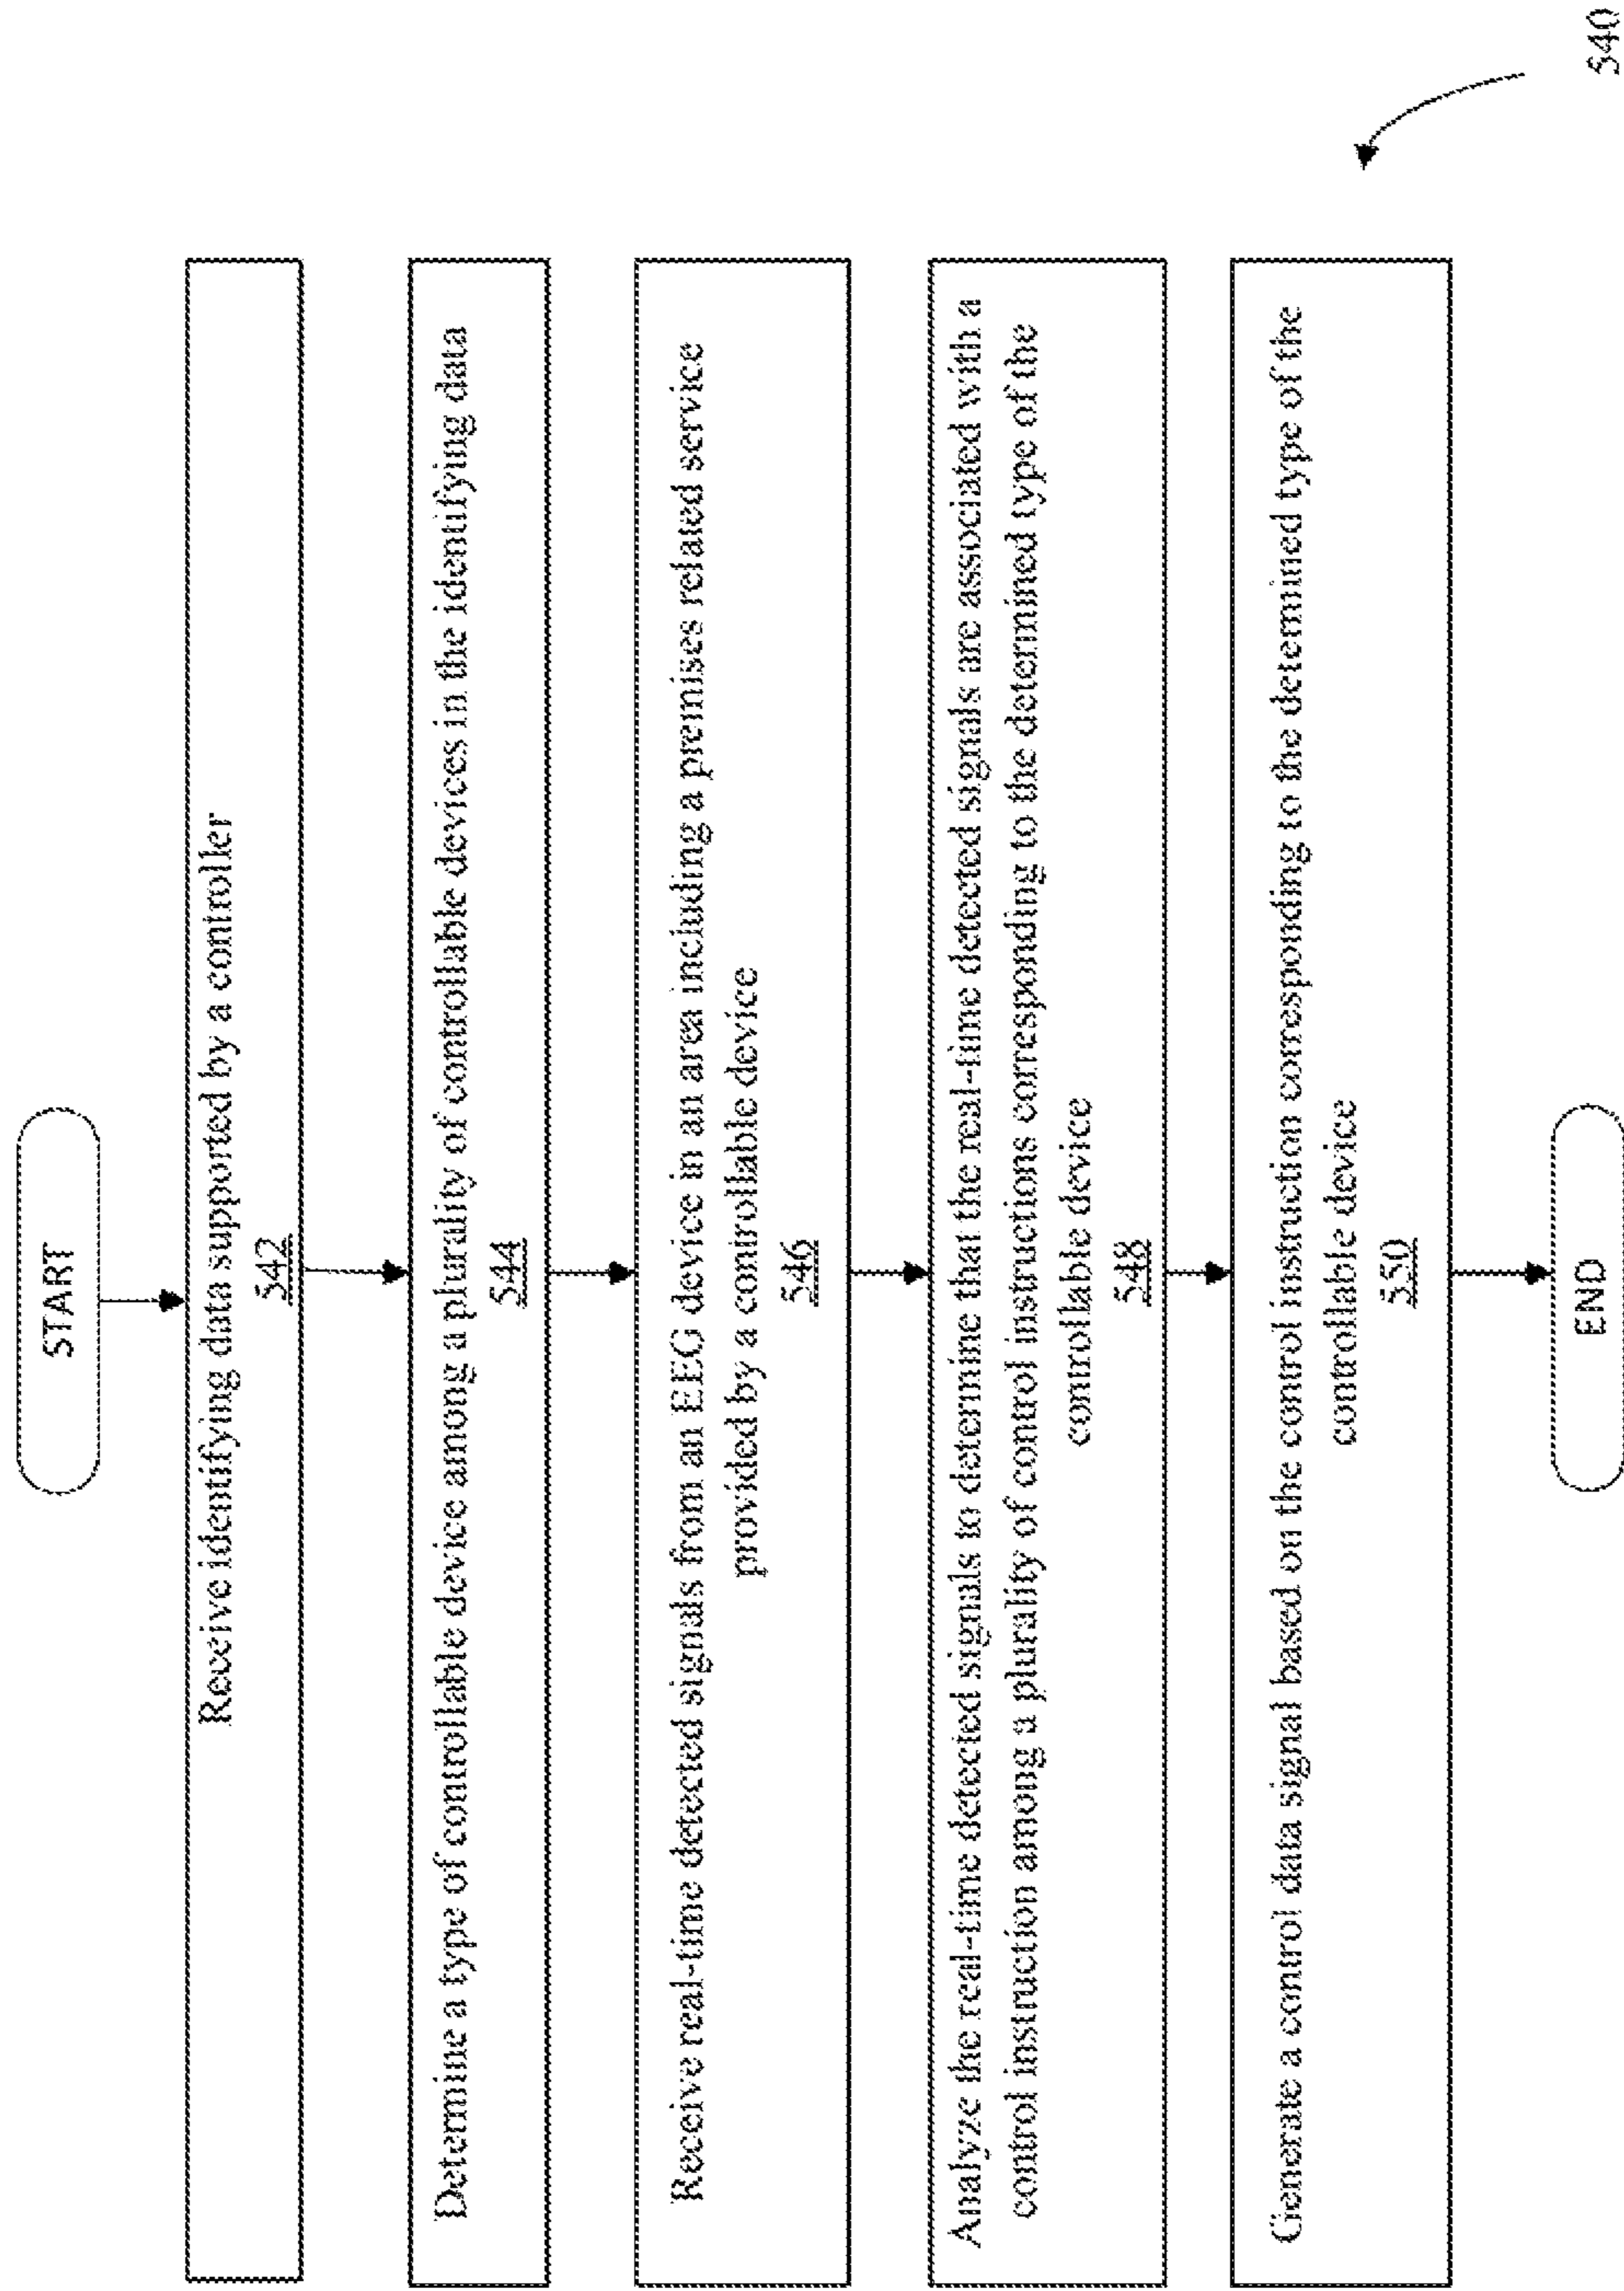 START
Receive identifying data supported by a controller
542
Determine a type of controllable device among a plurality of controllable devices in the identifying data
544
Receive real-time detected signals from an EEG device in an area including a premises related service
provided by a controllable device
546
Analyze the real-time detected signals to determine that the real-time detected signals are associated with a
control instruction among a plurality of control instructions corresponding to the determined type of the
controllable device
548
Generate a control data signal based on the control instruction corresponding to the determined type of the
controllable device
550
END
540